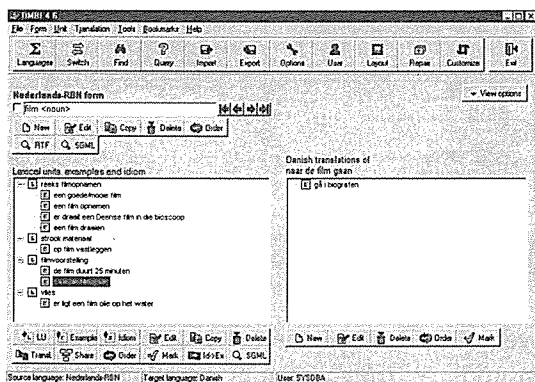 OMBI 4.6
File Form Unit Translation Tools Bookmarks Help
Languages Switch Find Query Import Export Options User Layout Repair Customize Exit
Nederlands-RBN form
View options
film <noun>
New Edit Copy Delete Order
RTF SGML
Lexical units, examples and idiom
Danish translations of
naar de film gaan
L reeks filmopnamen
E een goede/mooie film
E een film opnemen
E er draait een Deense film in de bioscoop
E een film draaien
L strook materiaal
E op film vastleggen
L filmvoorstelling
E de film duurt 25 minuten
L vlies
E er ligt een film olie op het water
E gå i biografen
LU Example Idiom Edit Copy Delete
Transl. Share Order Mark Id>Ex SGML
New Edit Delete Order Mark
Source language: Nederlands-RBN Target language: Danish User: SYSDBA